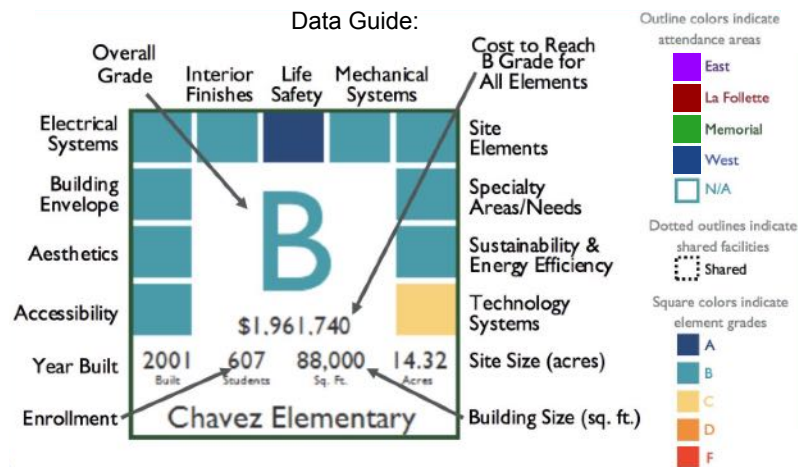 Data Guide:
Overall
Grade
Interior
Finishes
Life
Safety
Mechanical
Systems
Cost to Reach
B Grade for
All Elements
Electrical
Systems
Building
Envelope
Aesthetics
Accessibility
Year Built
Enrollment
B
$1,961,740
2001
Built
607
Students
88,000
Sq. Ft.
14.32
Acres
Chavez Elementary
Site
Elements
Specialty
Areas/Needs
Sustainability &
Energy Efficiency
Technology
Systems
Site Size (acres)
Building Size (sq. ft.)
Outline colors indicate
attendance areas
East
La Follette
Memorial
West
N/A
Dotted outlines indicate
shared facilities
Shared
Square colors indicate
element grades
A
B
C
D
F